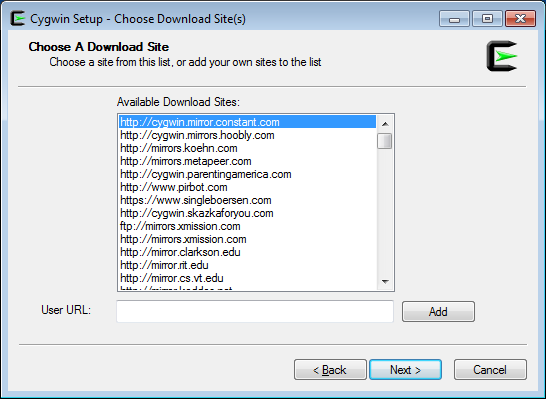 Cygwin Setup - Choose Download Site(s)
Choose A Download Site
Choose a site from this list, or add your own sites to the list
Available Download Sites:
http://cygwin.mirror.constant.com
http://cygwin.mirrors.hoobly.com
http://mirrors.koehn.com
http://mirrors.metapeer.com
http://cygwin.parentingamerica.com
http://www.pirbot.com
https://www.singleboersen.com
http://cygwin.skazkaforyou.com
ftp://mirrors.xmission.com
http://mirrors.xmission.com
http://mirror.clarkson.edu
http://mirror.rit.edu
http://mirror.cs.vt.edu
User URL:
Add
< Back
Next >
Cancel